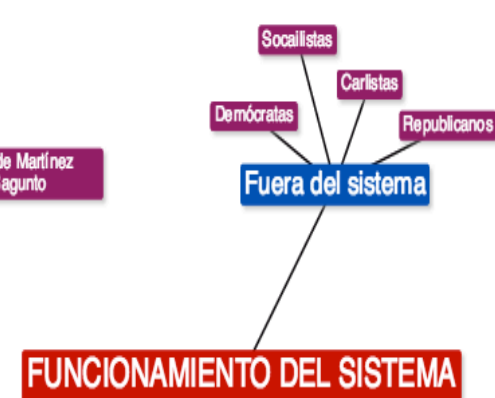 Socailistas
Carlistas
Demócratas
Republicanos
de Martínez
agunto
Fuera del sistema
FUNCIONAMIENTO DEL SISTEMA